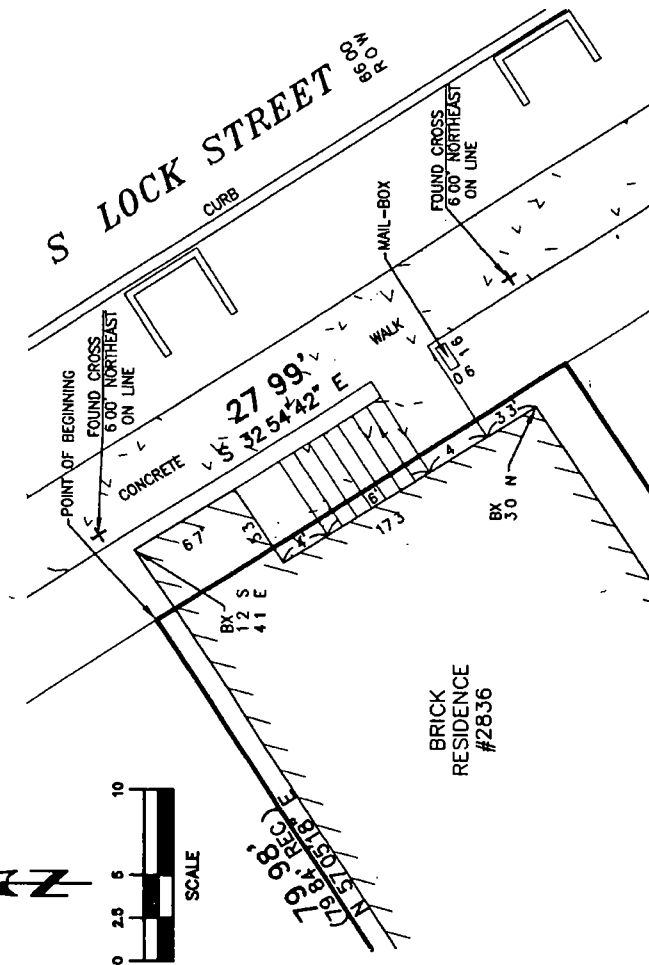 S LOCK STREET
66 00
ROW
CURB
POINT OF BEGINNING
FOUND CROSS
6 00' NORTHEAST
ON LINE
MAIL-BOX
FOUND CROSS
6 00' NORTHEAST
ON LINE
WALK
27 99'
S 32 54' 42" E
CONCRETE
1 6
0 6
6 7'
5 3'
4'
6'
17 3
4
3 3'
BX
1 2 S
4 1 E
BX
3 0 N
BRICK
RESIDENCE
#2836
79 98'
(79 84' REC)
N 57 05 18" E
N
0 2.5 5 10
SCALE